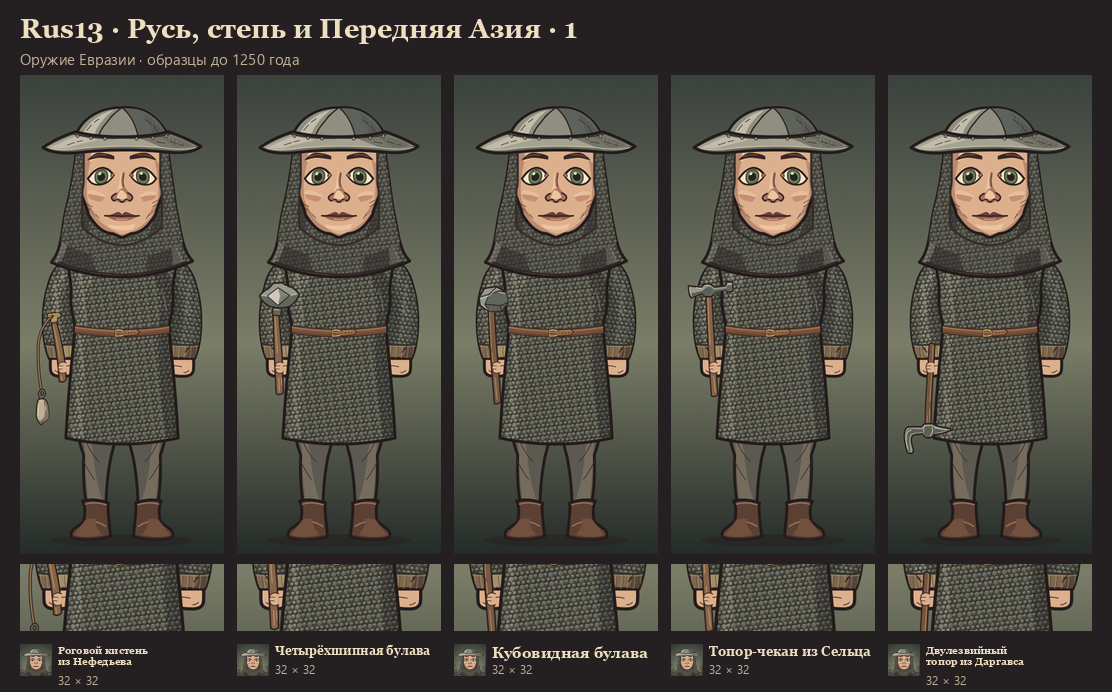 Rus13 · Русь, степь и Передняя Азия · 1
Оружие Евразии · образцы до 1250 года
Роговой кистень
из Нефедьева
32 × 32
Четырёхшипная булава
32 × 32
Кубовидная булава
32 × 32
Топор-чекан из Сельца
32 × 32
Двулезвийный
топор из Даргавса
32 × 32